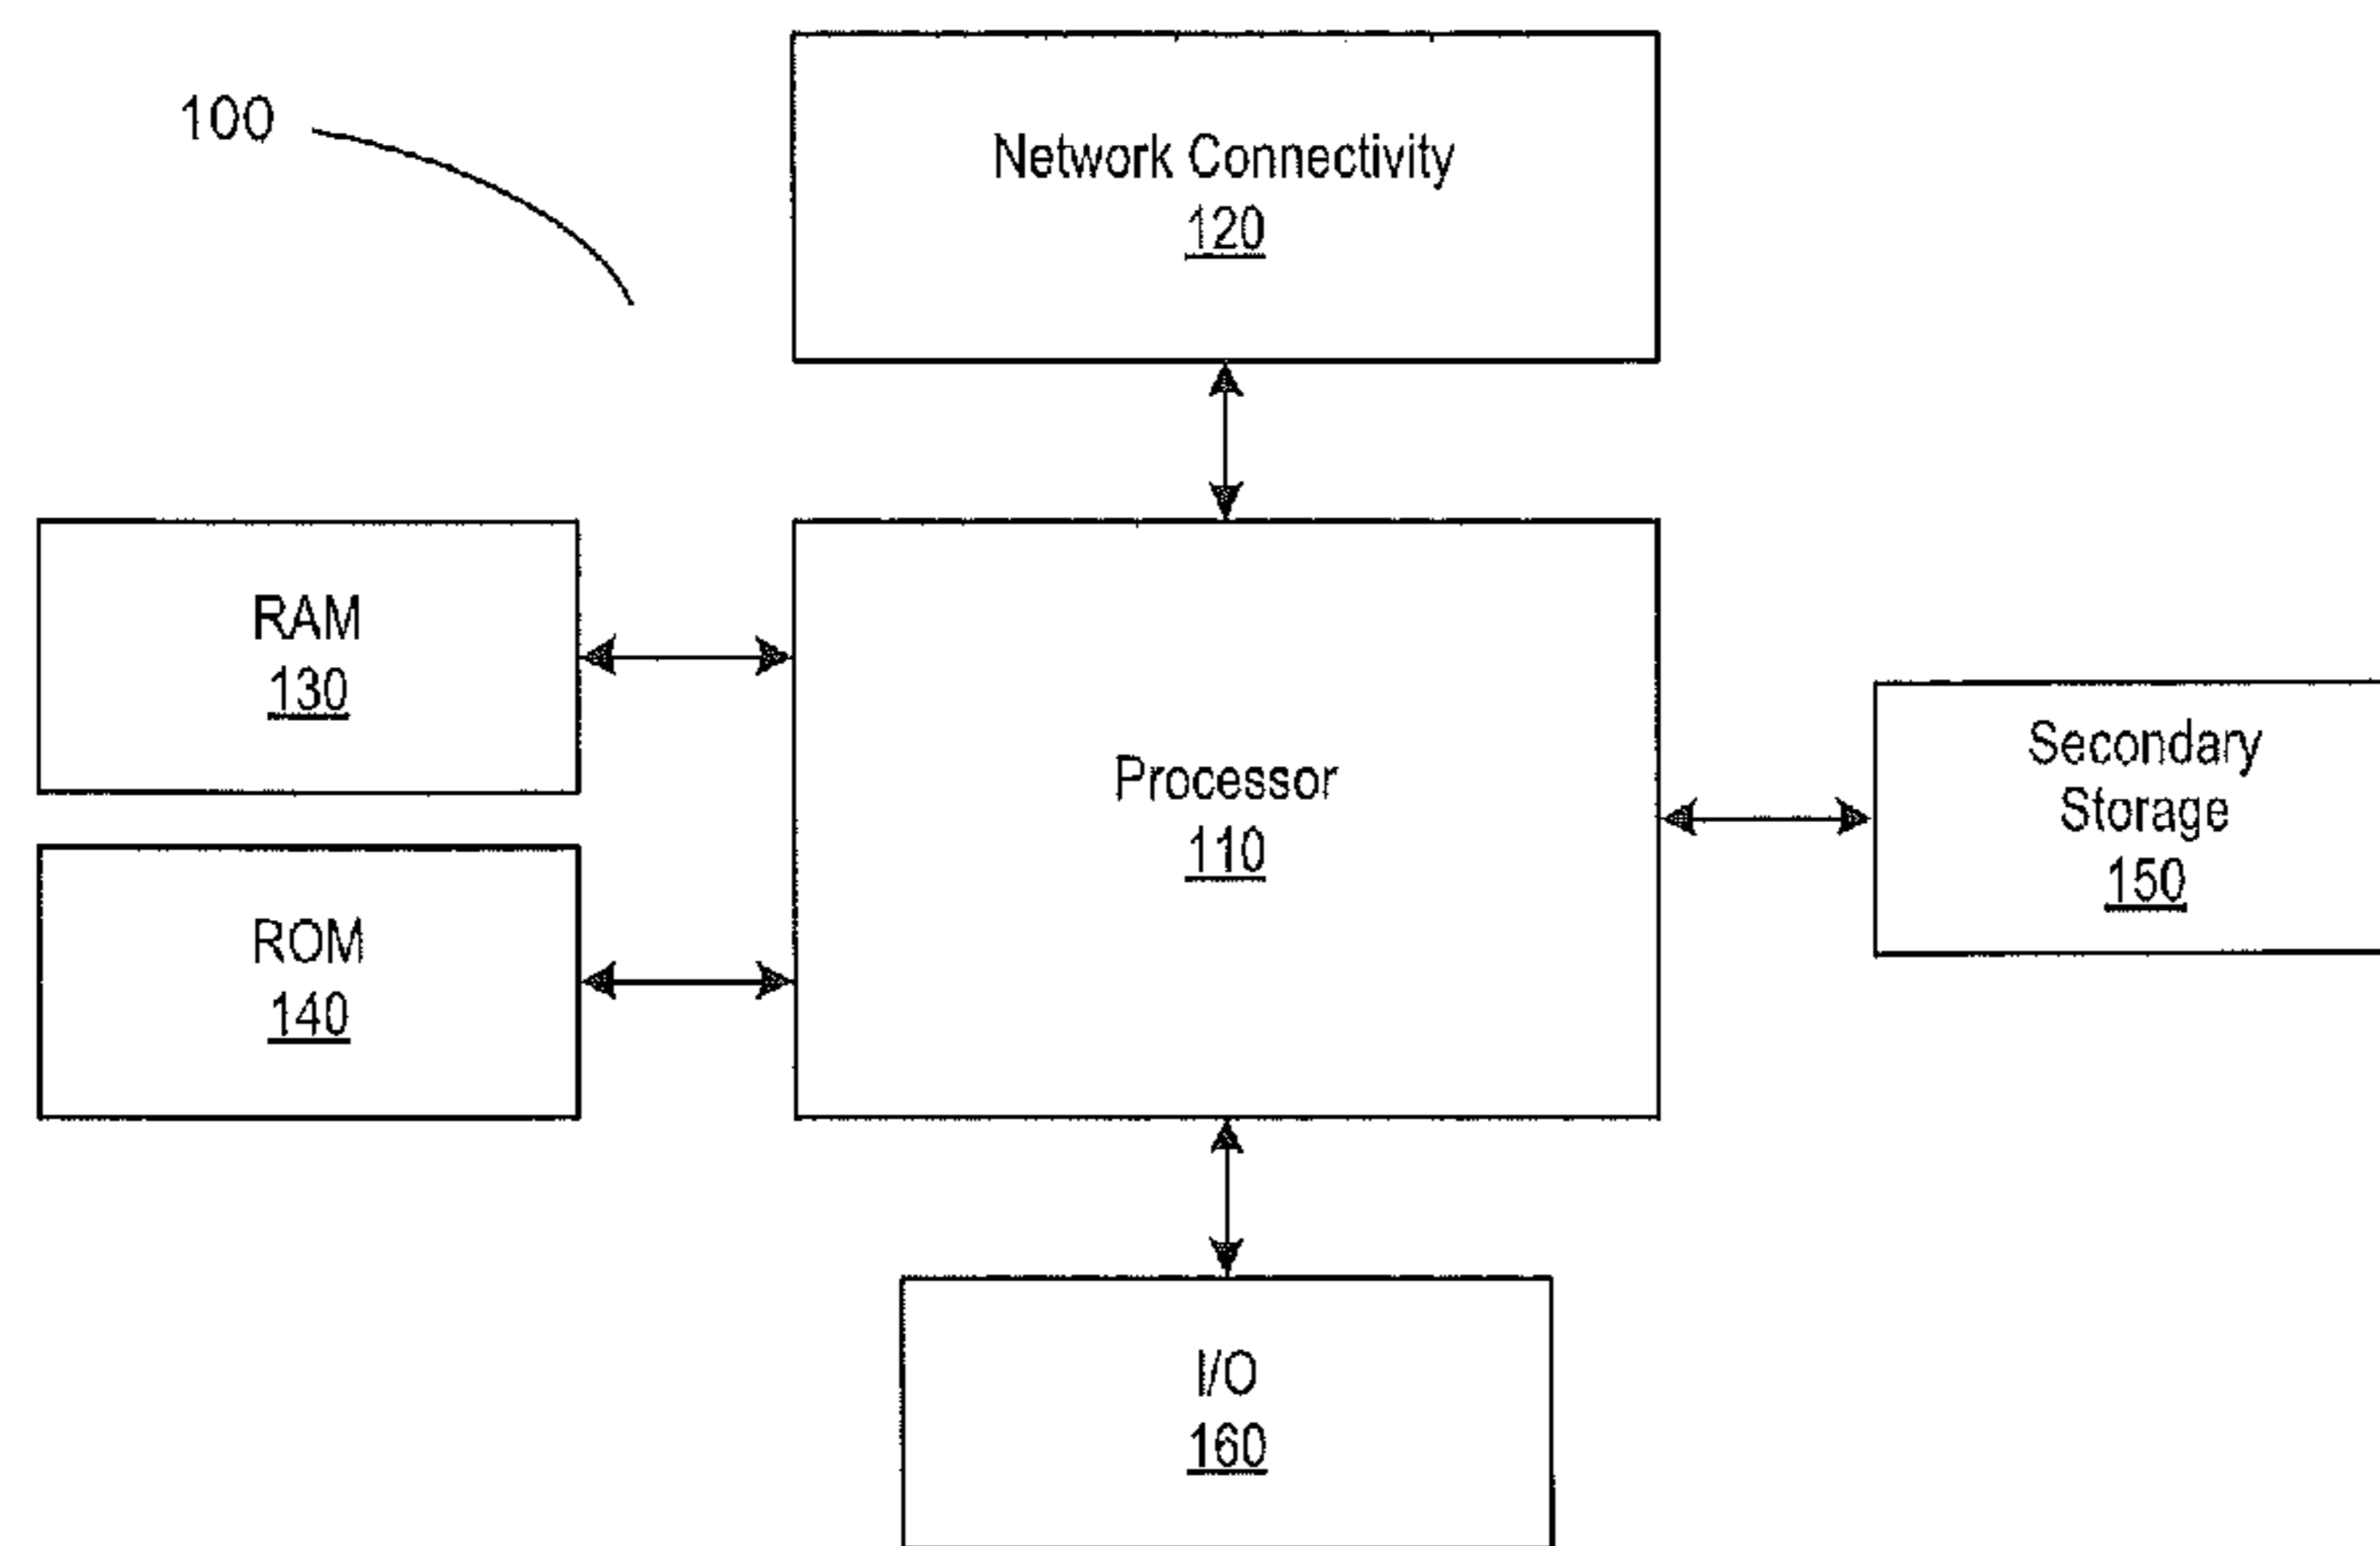 100
Network Connectivity
120
RAM
130
Processor
110
Secondary
Storage
150
ROM
140
I/O
160